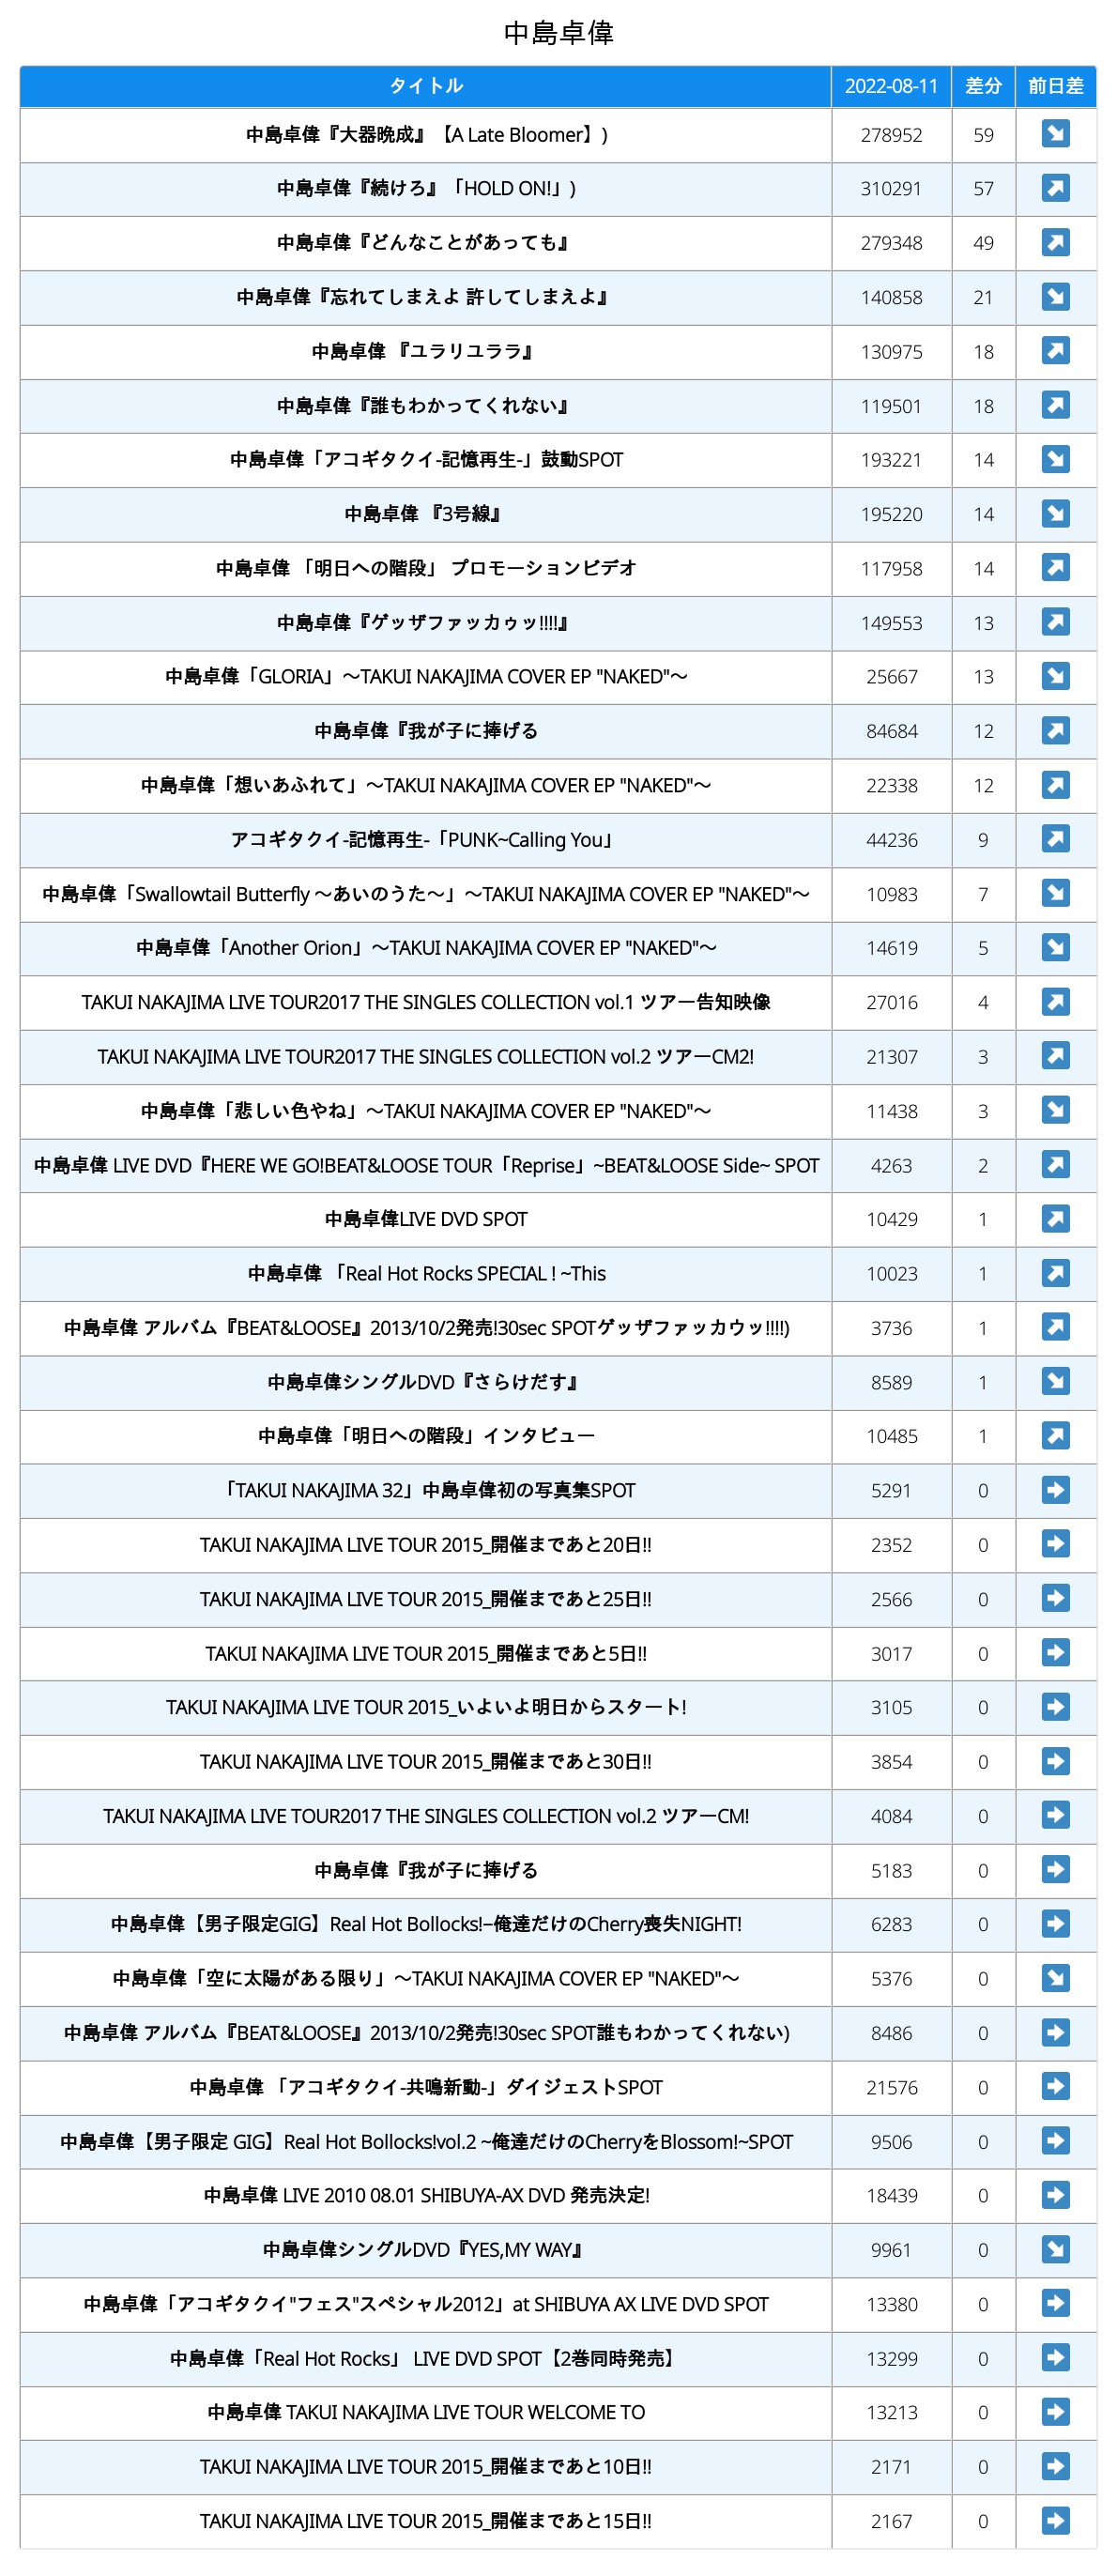 中島卓偉
タイトル 2022-08-11 差分 前日差
中島卓偉『大器晩成』【A Late Bloomer】) 278952 59 ↘
中島卓偉『続けろ』「HOLD ON!」) 310291 57 ↗
中島卓偉『どんなことがあっても』 279348 49 ↗
中島卓偉『忘れてしまえよ 許してしまえよ』 140858 21 ↘
中島卓偉 『ユラリユララ』 130975 18 ↗
中島卓偉『誰もわかってくれない』 119501 18 ↗
中島卓偉「アコギタクイ-記憶再生-」鼓動SPOT 193221 14 ↘
中島卓偉 『3号線』 195220 14 ↘
中島卓偉 「明日への階段」 プロモーションビデオ 117958 14 ↗
中島卓偉『ゲッザファッカゥッ!!!!』 149553 13 ↗
中島卓偉「GLORIA」〜TAKUI NAKAJIMA COVER EP "NAKED"〜 25667 13 ↘
中島卓偉『我が子に捧げる 84684 12 ↗
中島卓偉「想いあふれて」〜TAKUI NAKAJIMA COVER EP "NAKED"〜 22338 12 ↗
アコギタクイ-記憶再生-「PUNK~Calling You」 44236 9 ↗
中島卓偉「Swallowtail Butterfly 〜あいのうた〜」〜TAKUI NAKAJIMA COVER EP "NAKED"〜 10983 7 ↘
中島卓偉「Another Orion」〜TAKUI NAKAJIMA COVER EP "NAKED"〜 14619 5 ↘
TAKUI NAKAJIMA LIVE TOUR2017 THE SINGLES COLLECTION vol.1 ツアー告知映像 27016 4 ↗
TAKUI NAKAJIMA LIVE TOUR2017 THE SINGLES COLLECTION vol.2 ツアーCM2! 21307 3 ↗
中島卓偉「悲しい色やね」〜TAKUI NAKAJIMA COVER EP "NAKED"〜 11438 3 ↘
中島卓偉 LIVE DVD『HERE WE GO!BEAT&LOOSE TOUR「Reprise」~BEAT&LOOSE Side~ SPOT 4263 2 ↗
中島卓偉LIVE DVD SPOT 10429 1 ↗
中島卓偉 「Real Hot Rocks SPECIAL ! ~This 10023 1 ↗
中島卓偉 アルバム『BEAT&LOOSE』2013/10/2発売!30sec SPOTゲッザファッカウッ!!!!) 3736 1 ↗
中島卓偉シングルDVD『さらけだす』 8589 1 ↘
中島卓偉「明日への階段」インタビュー 10485 1 ↗
「TAKUI NAKAJIMA 32」中島卓偉初の写真集SPOT 5291 0 →
TAKUI NAKAJIMA LIVE TOUR 2015_開催まであと20日!! 2352 0 →
TAKUI NAKAJIMA LIVE TOUR 2015_開催まであと25日!! 2566 0 →
TAKUI NAKAJIMA LIVE TOUR 2015_開催まであと5日!! 3017 0 →
TAKUI NAKAJIMA LIVE TOUR 2015_いよいよ明日からスタート! 3105 0 →
TAKUI NAKAJIMA LIVE TOUR 2015_開催まであと30日!! 3854 0 →
TAKUI NAKAJIMA LIVE TOUR2017 THE SINGLES COLLECTION vol.2 ツアーCM! 4084 0 →
中島卓偉『我が子に捧げる 5183 0 →
中島卓偉【男子限定GIG】Real Hot Bollocks!−俺達だけのCherry喪失NIGHT! 6283 0 →
中島卓偉「空に太陽がある限り」〜TAKUI NAKAJIMA COVER EP "NAKED"〜 5376 0 ↘
中島卓偉 アルバム『BEAT&LOOSE』2013/10/2発売!30sec SPOT誰もわかってくれない) 8486 0 →
中島卓偉 「アコギタクイ-共鳴新動-」ダイジェストSPOT 21576 0 →
中島卓偉【男子限定 GIG】Real Hot Bollocks!vol.2 ~俺達だけのCherryをBlossom!~SPOT 9506 0 →
中島卓偉 LIVE 2010 08.01 SHIBUYA-AX DVD 発売決定! 18439 0 →
中島卓偉シングルDVD『YES,MY WAY』 9961 0 ↘
中島卓偉「アコギタクイ"フェス"スペシャル2012」at SHIBUYA AX LIVE DVD SPOT 13380 0 →
中島卓偉「Real Hot Rocks」 LIVE DVD SPOT【2巻同時発売】 13299 0 →
中島卓偉 TAKUI NAKAJIMA LIVE TOUR WELCOME TO 13213 0 →
TAKUI NAKAJIMA LIVE TOUR 2015_開催まであと10日!! 2171 0 →
TAKUI NAKAJIMA LIVE TOUR 2015_開催まであと15日!! 2167 0 →